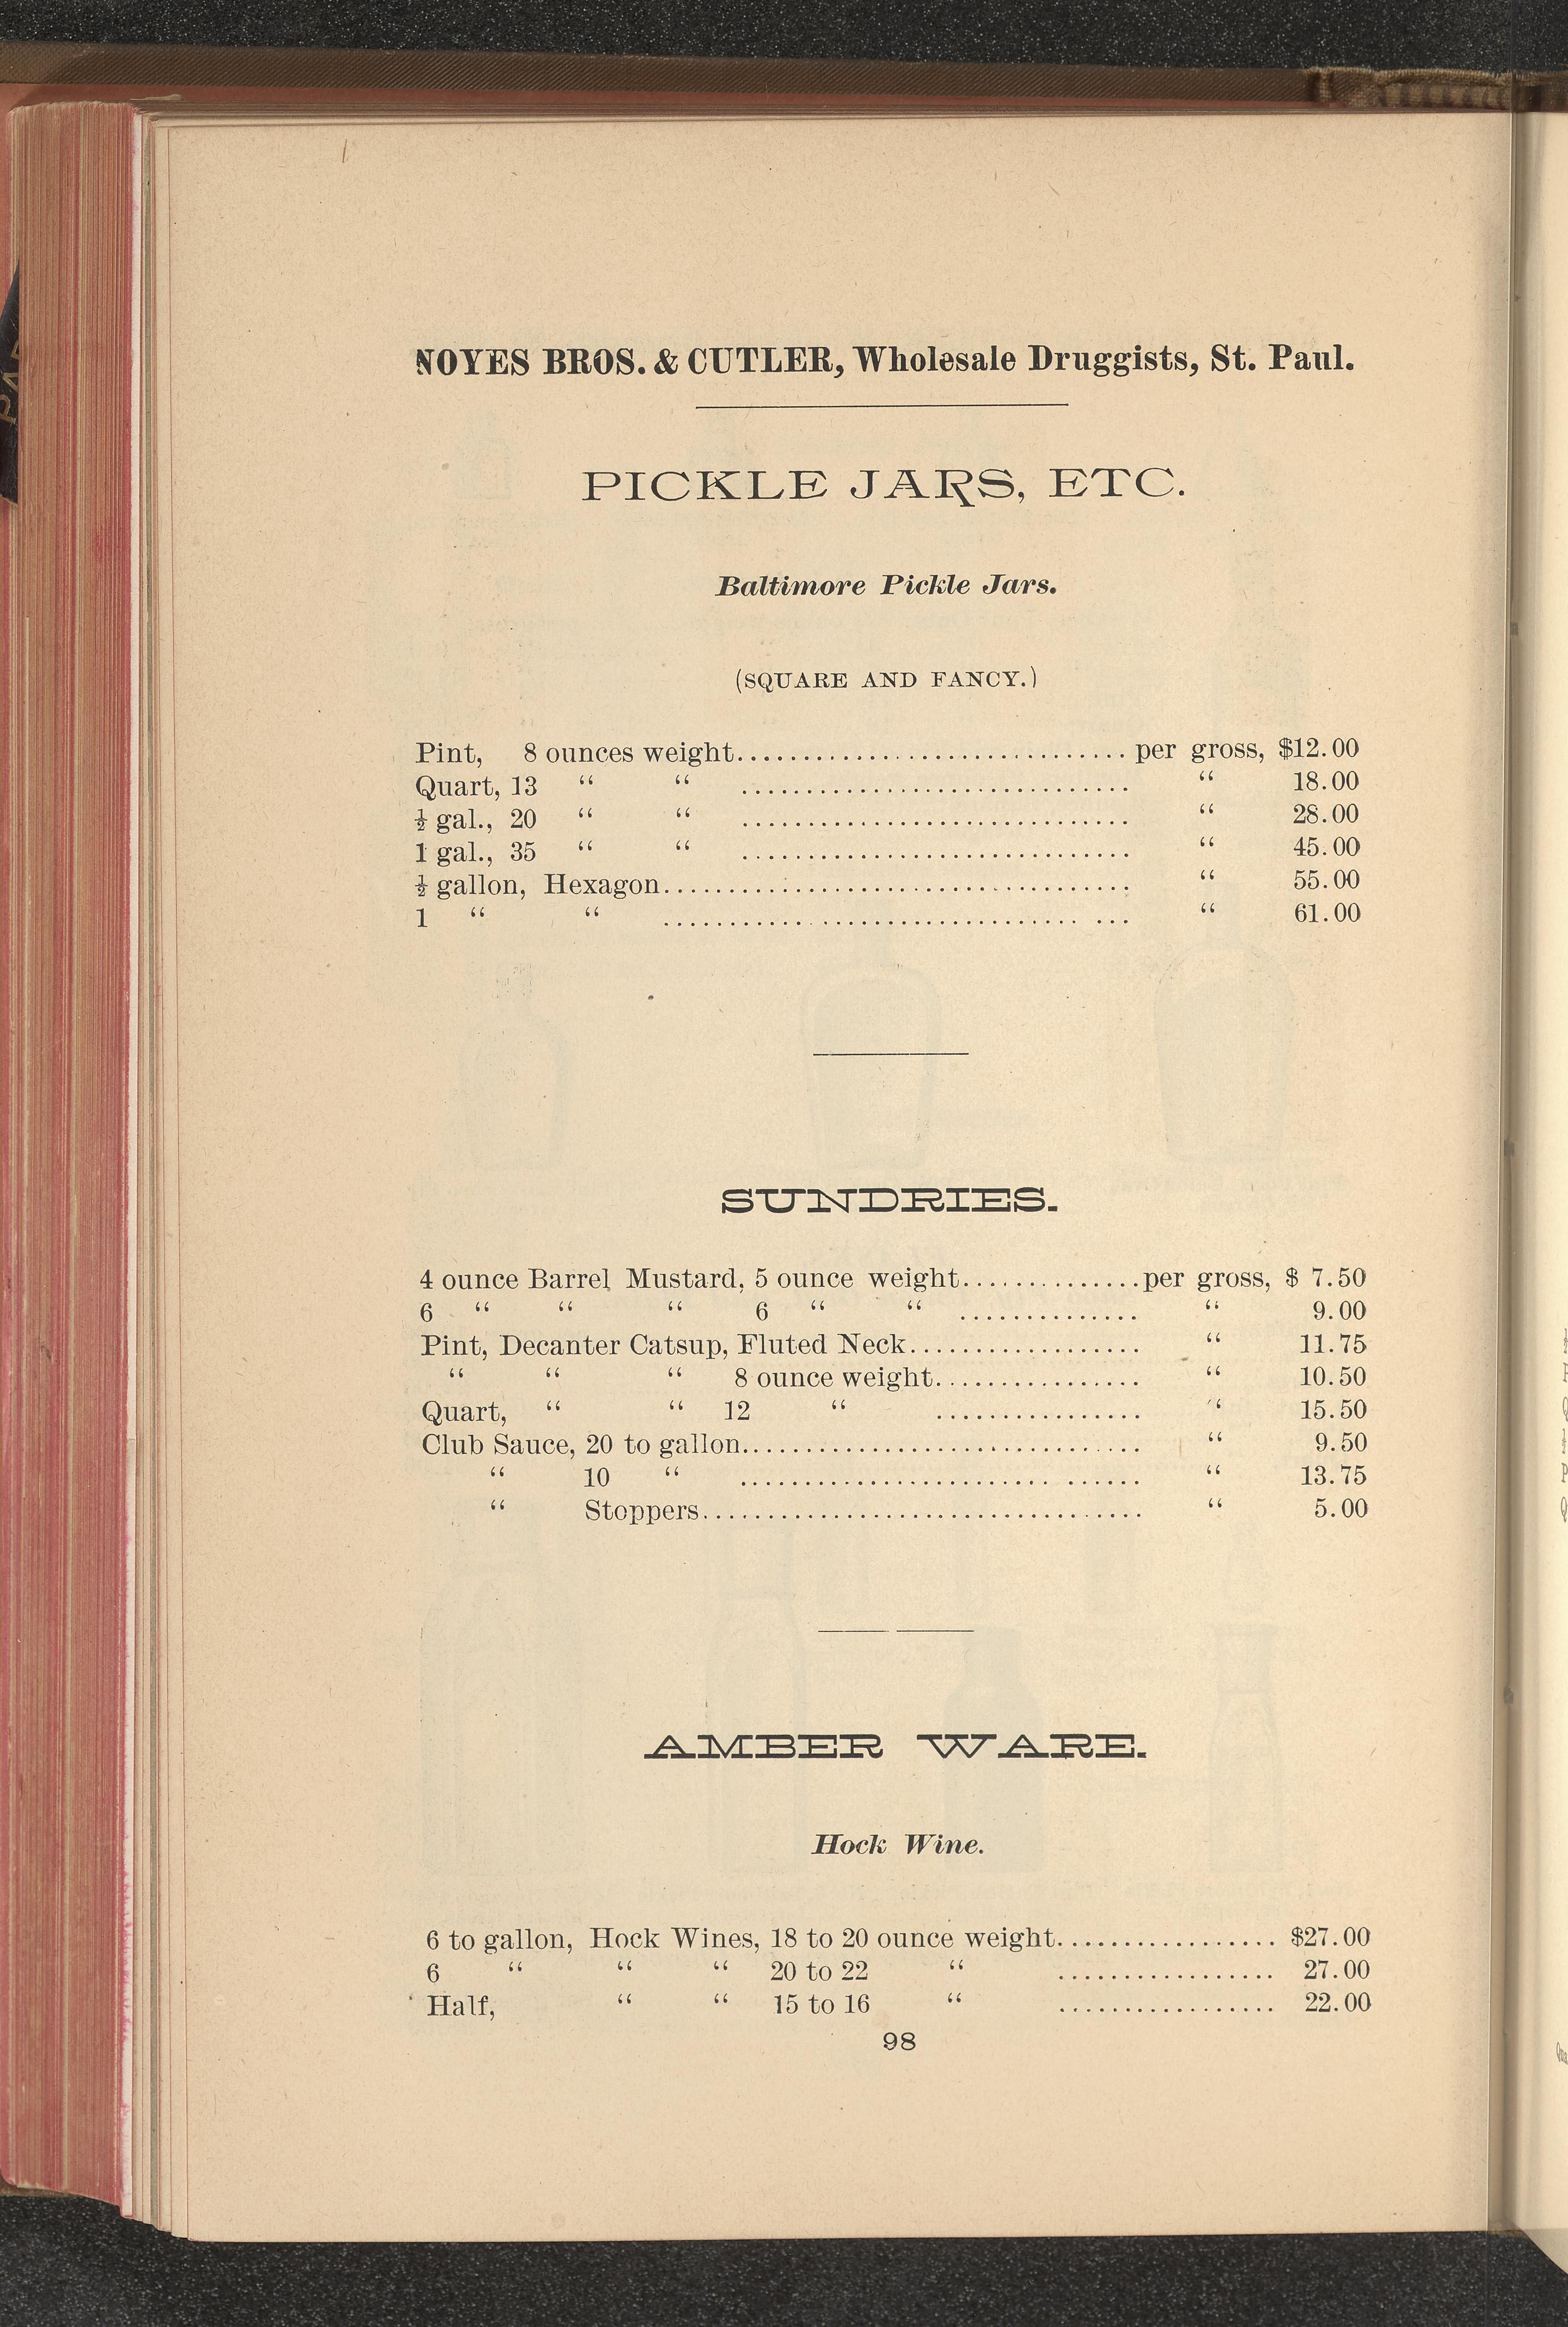 NOYES BROS. & CUTLER, Wholesale Druggists, St. Paul.
PICKLE JARS, ETC.
Baltimore Pickle Jars.
(SQUARE AND FANCY.)
Pint, 8 ounces weight.............................. per gross, $12.00
Quart, 13 “ “ .............................. “ 18.00
½ gal., 20 “ “ .............................. “ 28.00
1 gal., 35 “ “ .............................. “ 45.00
½ gallon, Hexagon.................................... “ 55.00
1 “ “ .................................... “ 61.00
SUNDRIES.
4 ounce Barrel Mustard, 5 ounce weight..............per gross, $ 7.50
6 “ “ “ 6 “ “ .............. “ 9.00
Pint, Decanter Catsup, Fluted Neck.................. “ 11.75
“ “ “ 8 ounce weight................ “ 10.50
Quart, “ “ 12 “ ................ “ 15.50
Club Sauce, 20 to gallon............................... “ 9.50
“ 10 “ ............................... “ 13.75
“ Stoppers.................................. “ 5.00
AMBER WARE.
Hock Wine.
6 to gallon, Hock Wines, 18 to 20 ounce weight................. $27.00
6 “ “ “ 20 to 22 “ ................. 27.00
Half, “ “ 15 to 16 “ ................. 22.00
98